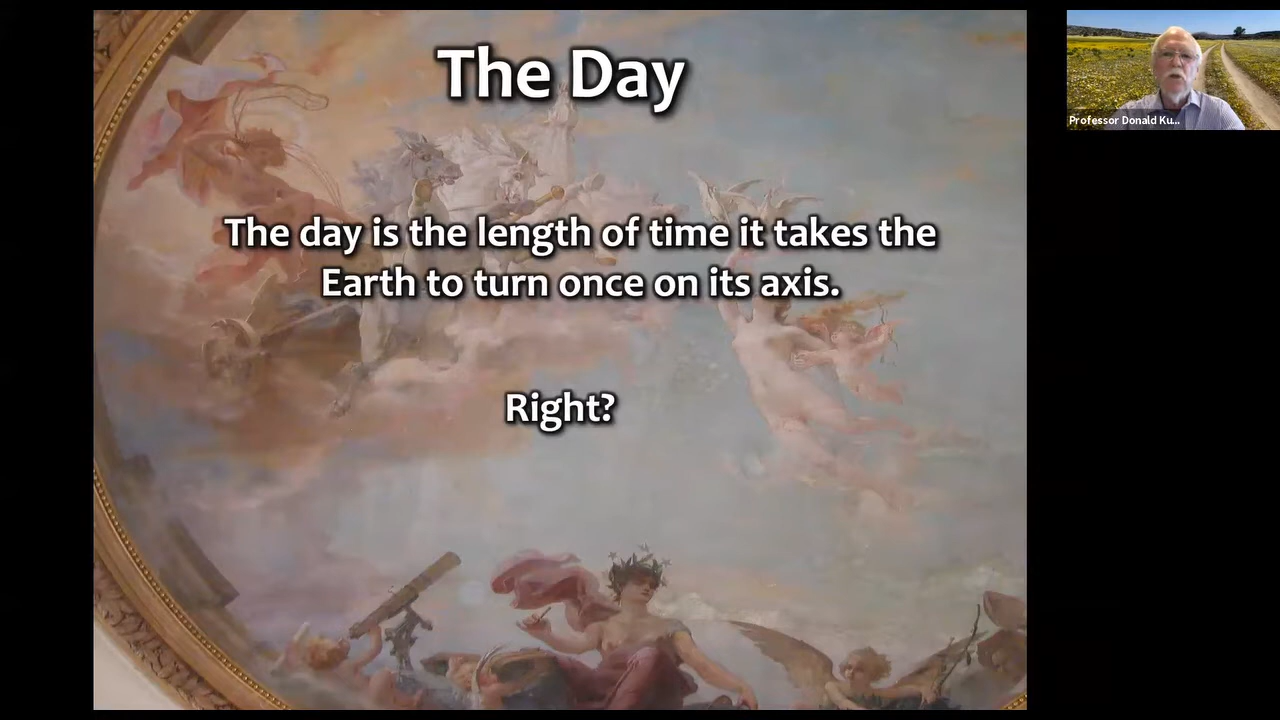 The Day
Professor Donald Ku...
The day is the length of time it takes the
Earth to turn once on its axis.
Right?